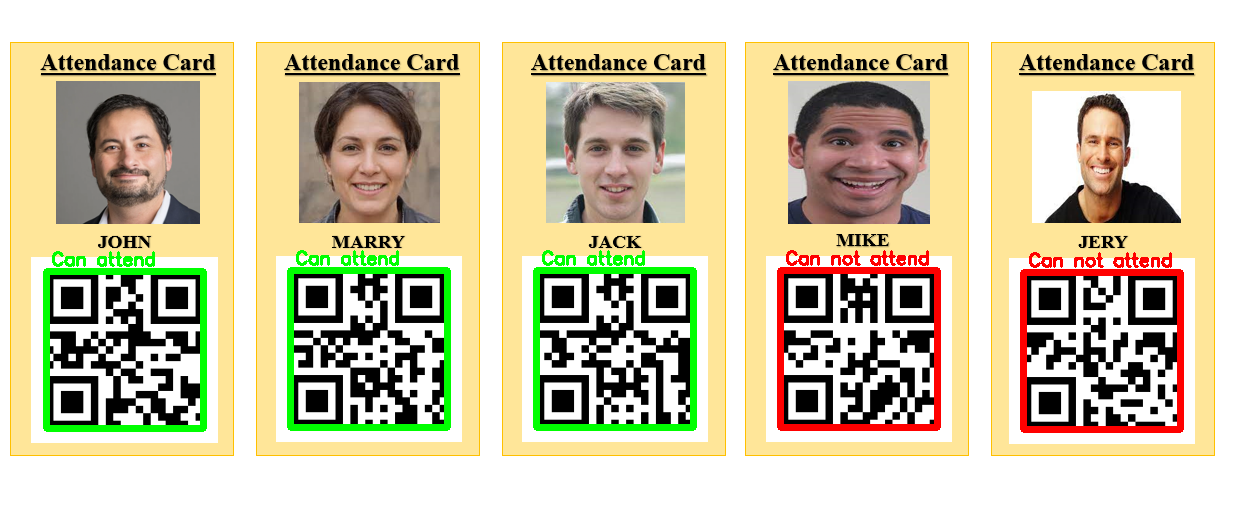 Attendance Card
JOHN
Can attend
Attendance Card
MARRY
Can attend
Attendance Card
JACK
Can attend
Attendance Card
MIKE
Can not attend
Attendance Card
JERY
Can not attend